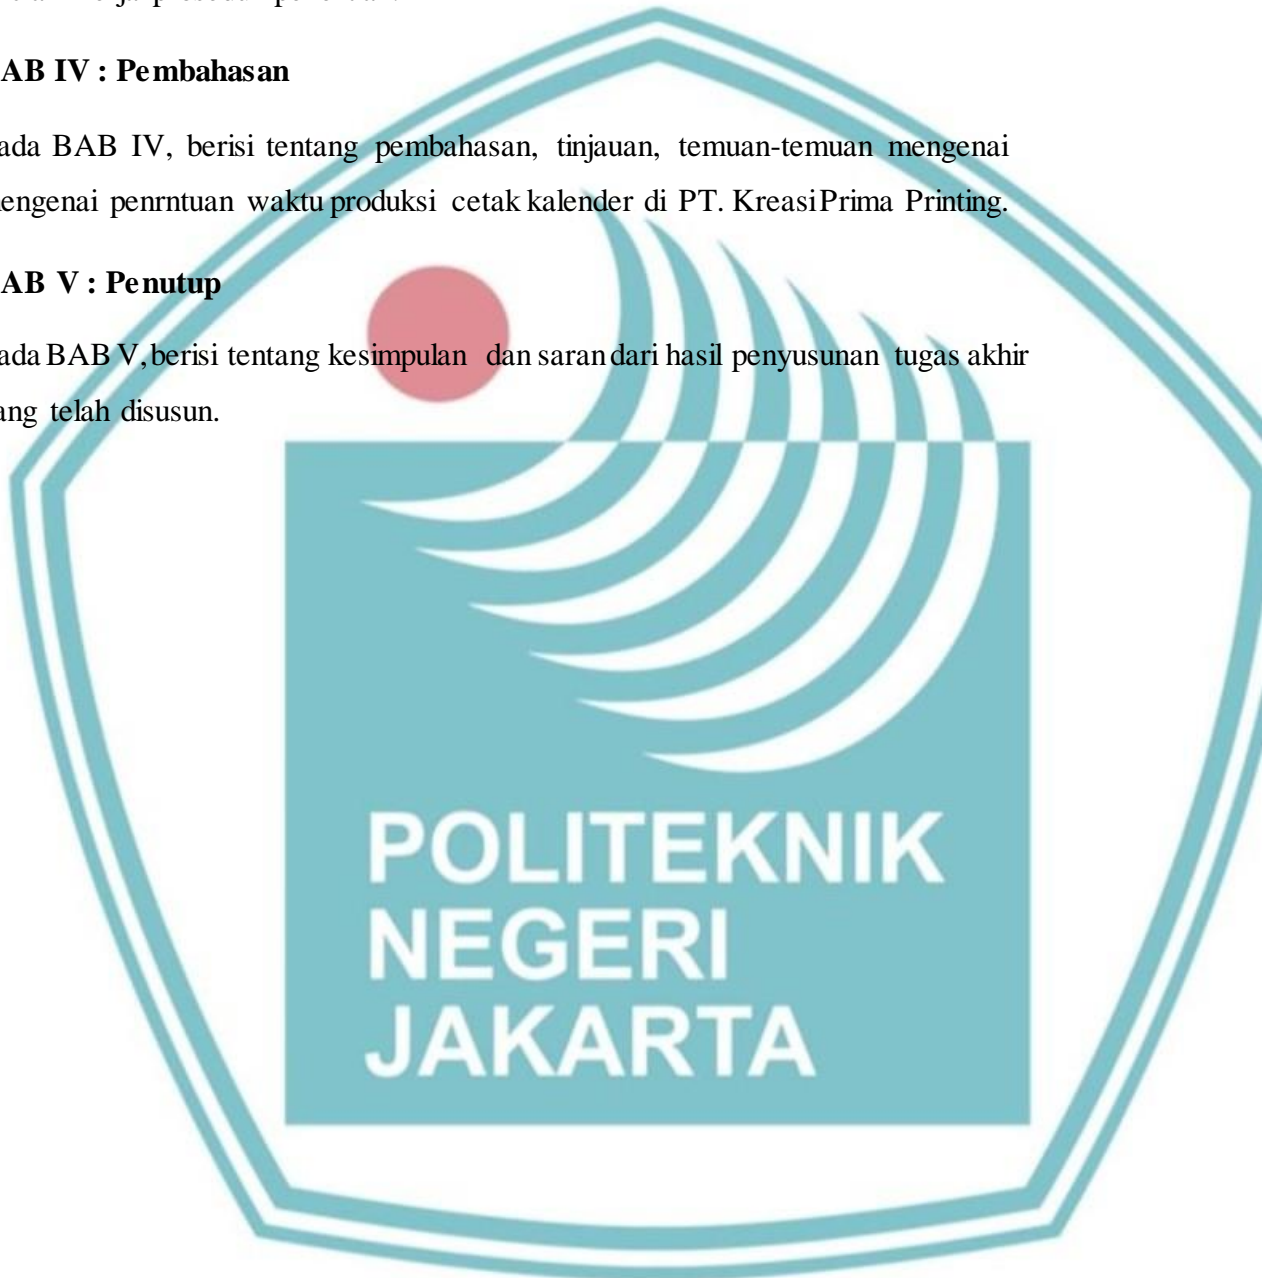 AB IV : Pembahasan
ada BAB IV, berisi tentang pembahasan, tinjauan, temuan-temuan mengenai
engenai penrntuan waktu produksi cetak kalender di PT. Kreasi Prima Printing.
AB V : Penutup
ada BAB V, berisi tentang kesimpulan dan saran dari hasil penyusunan tugas akhir
ang telah disusun.
POLITEKNIK
NEGERI
JAKARTA